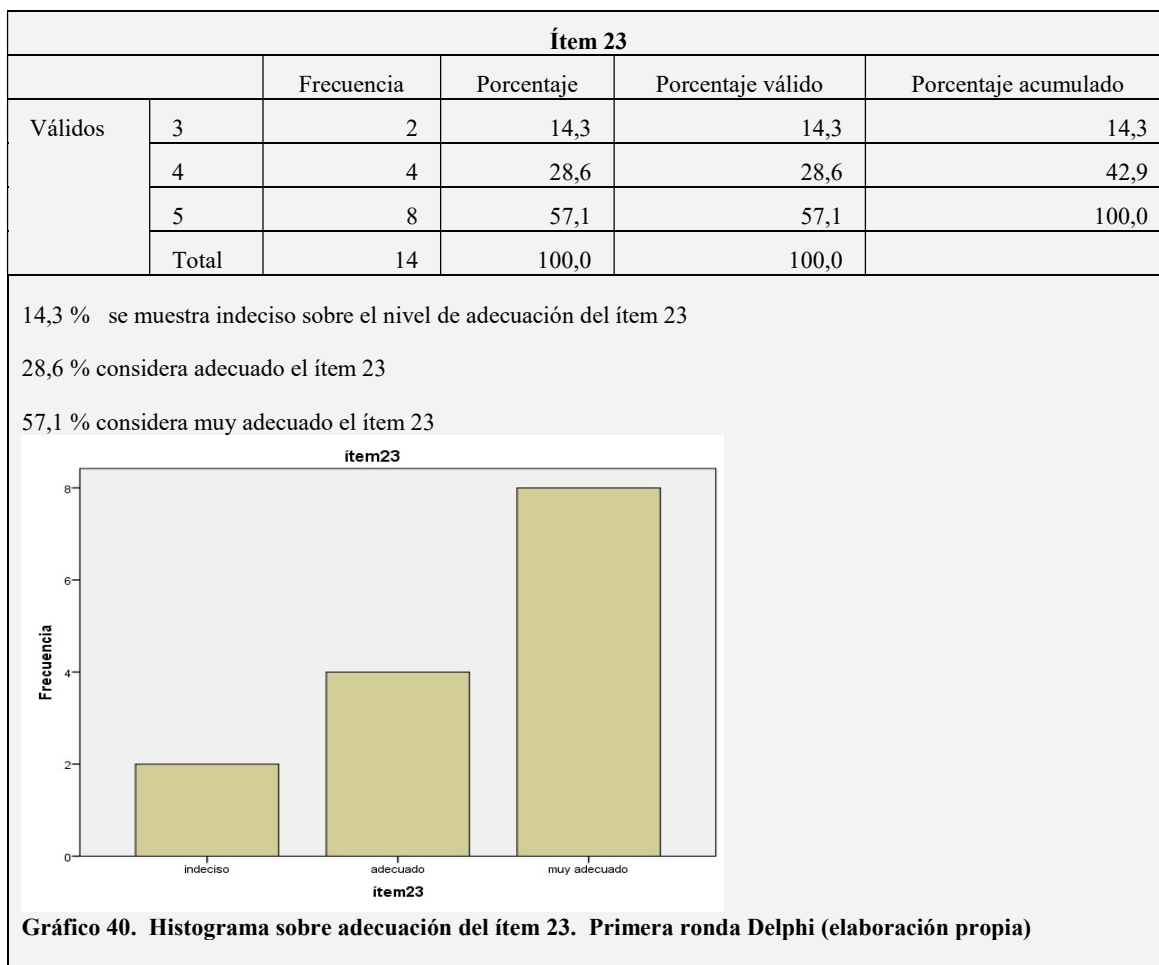 Ítem 23
Frecuencia Porcentaje Porcentaje válido Porcentaje acumulado
Válidos 3 2 14,3 14,3 14,3
4 4 28,6 28,6 42,9
5 8 57,1 57,1 100,0
Total 14 100,0 100,0
14,3 % se muestra indeciso sobre el nivel de adecuación del ítem 23
28,6 % considera adecuado el ítem 23
57,1 % considera muy adecuado el ítem 23
ítem23
8
6
4
2
0
Frecuencia
indeciso adecuado muy adecuado
ítem23
Gráfico 40. Histograma sobre adecuación del ítem 23. Primera ronda Delphi (elaboración propia)